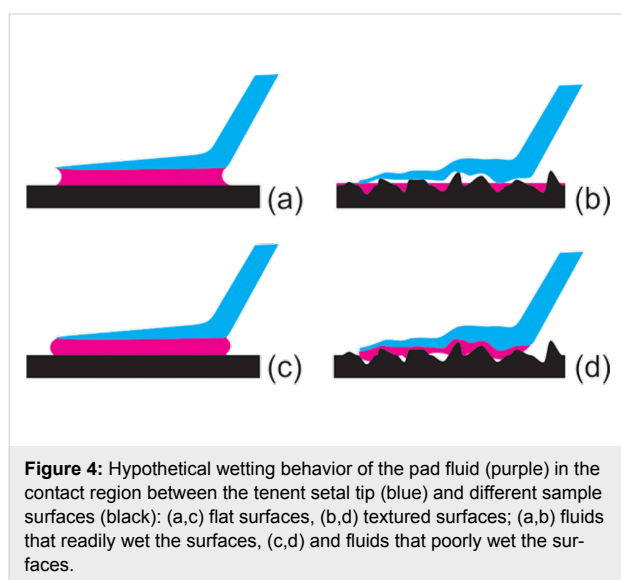 (a)
(b)
(c)
(d)
Figure 4: Hypothetical wetting behavior of the pad fluid (purple) in the
contact region between the tenent setal tip (blue) and different sample
surfaces (black): (a,c) flat surfaces, (b,d) textured surfaces; (a,b) fluids
that readily wet the surfaces, (c,d) and fluids that poorly wet the sur-
faces.